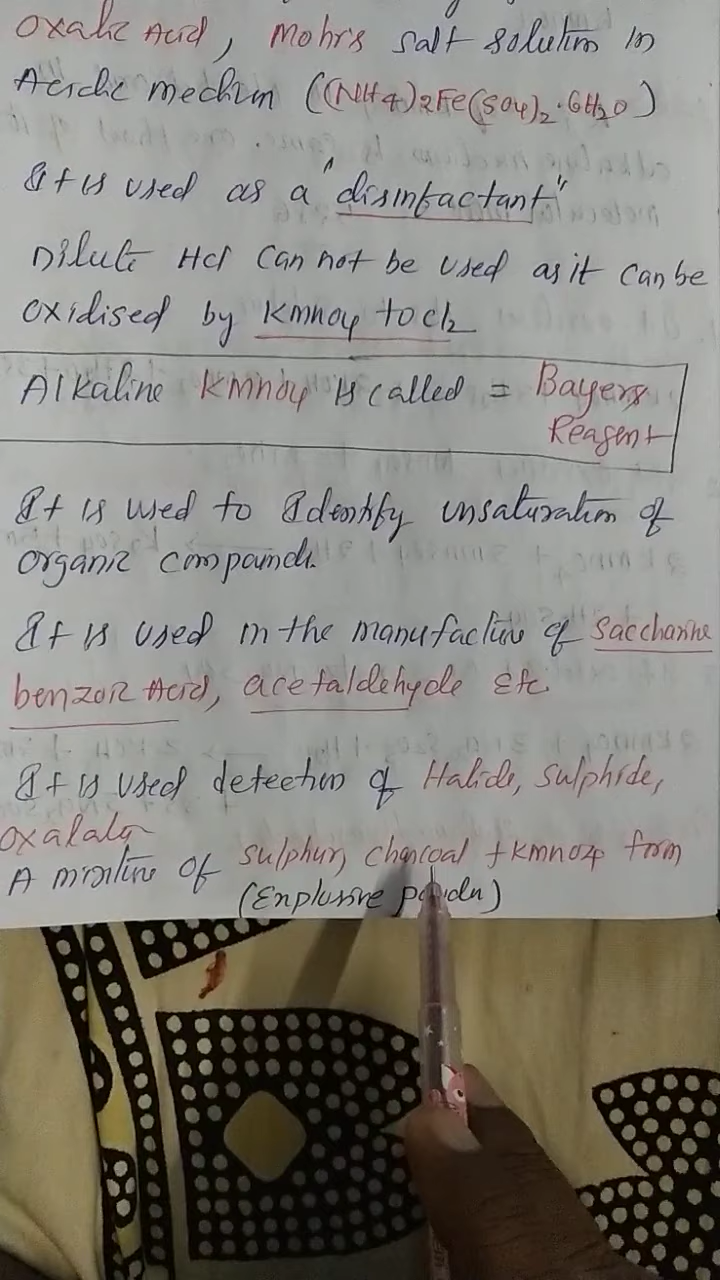 oxalic Acid, Mohr's salt solution in
Acidic medium ((NH4)2Fe(SO4)2·6H2O)
It is used as a "disinfactant"
Dilute HCl can not be used as it can be
oxidised by KMnO4 to Cl2
Alkaline KMnO4 is called = Bayers
Reagent
It is used to Identify unsaturation of
organic compound.
It is used in the manufacture of Saccharine
benzoic Acid, acetaldehyde Etc
It is used detection of Halide, sulphide,
oxalate
A mixture of sulphur, charcoal + KMnO4 form
(Explosive powder)